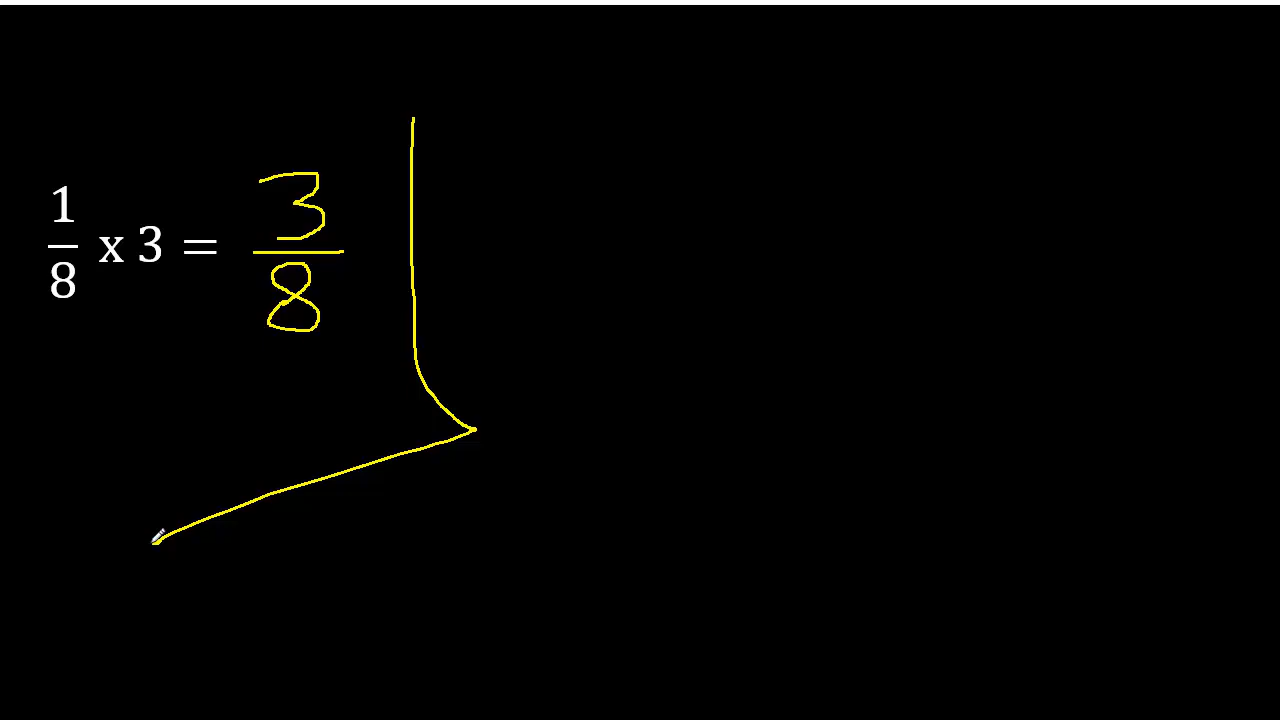 1/8 x 3 = 3/8